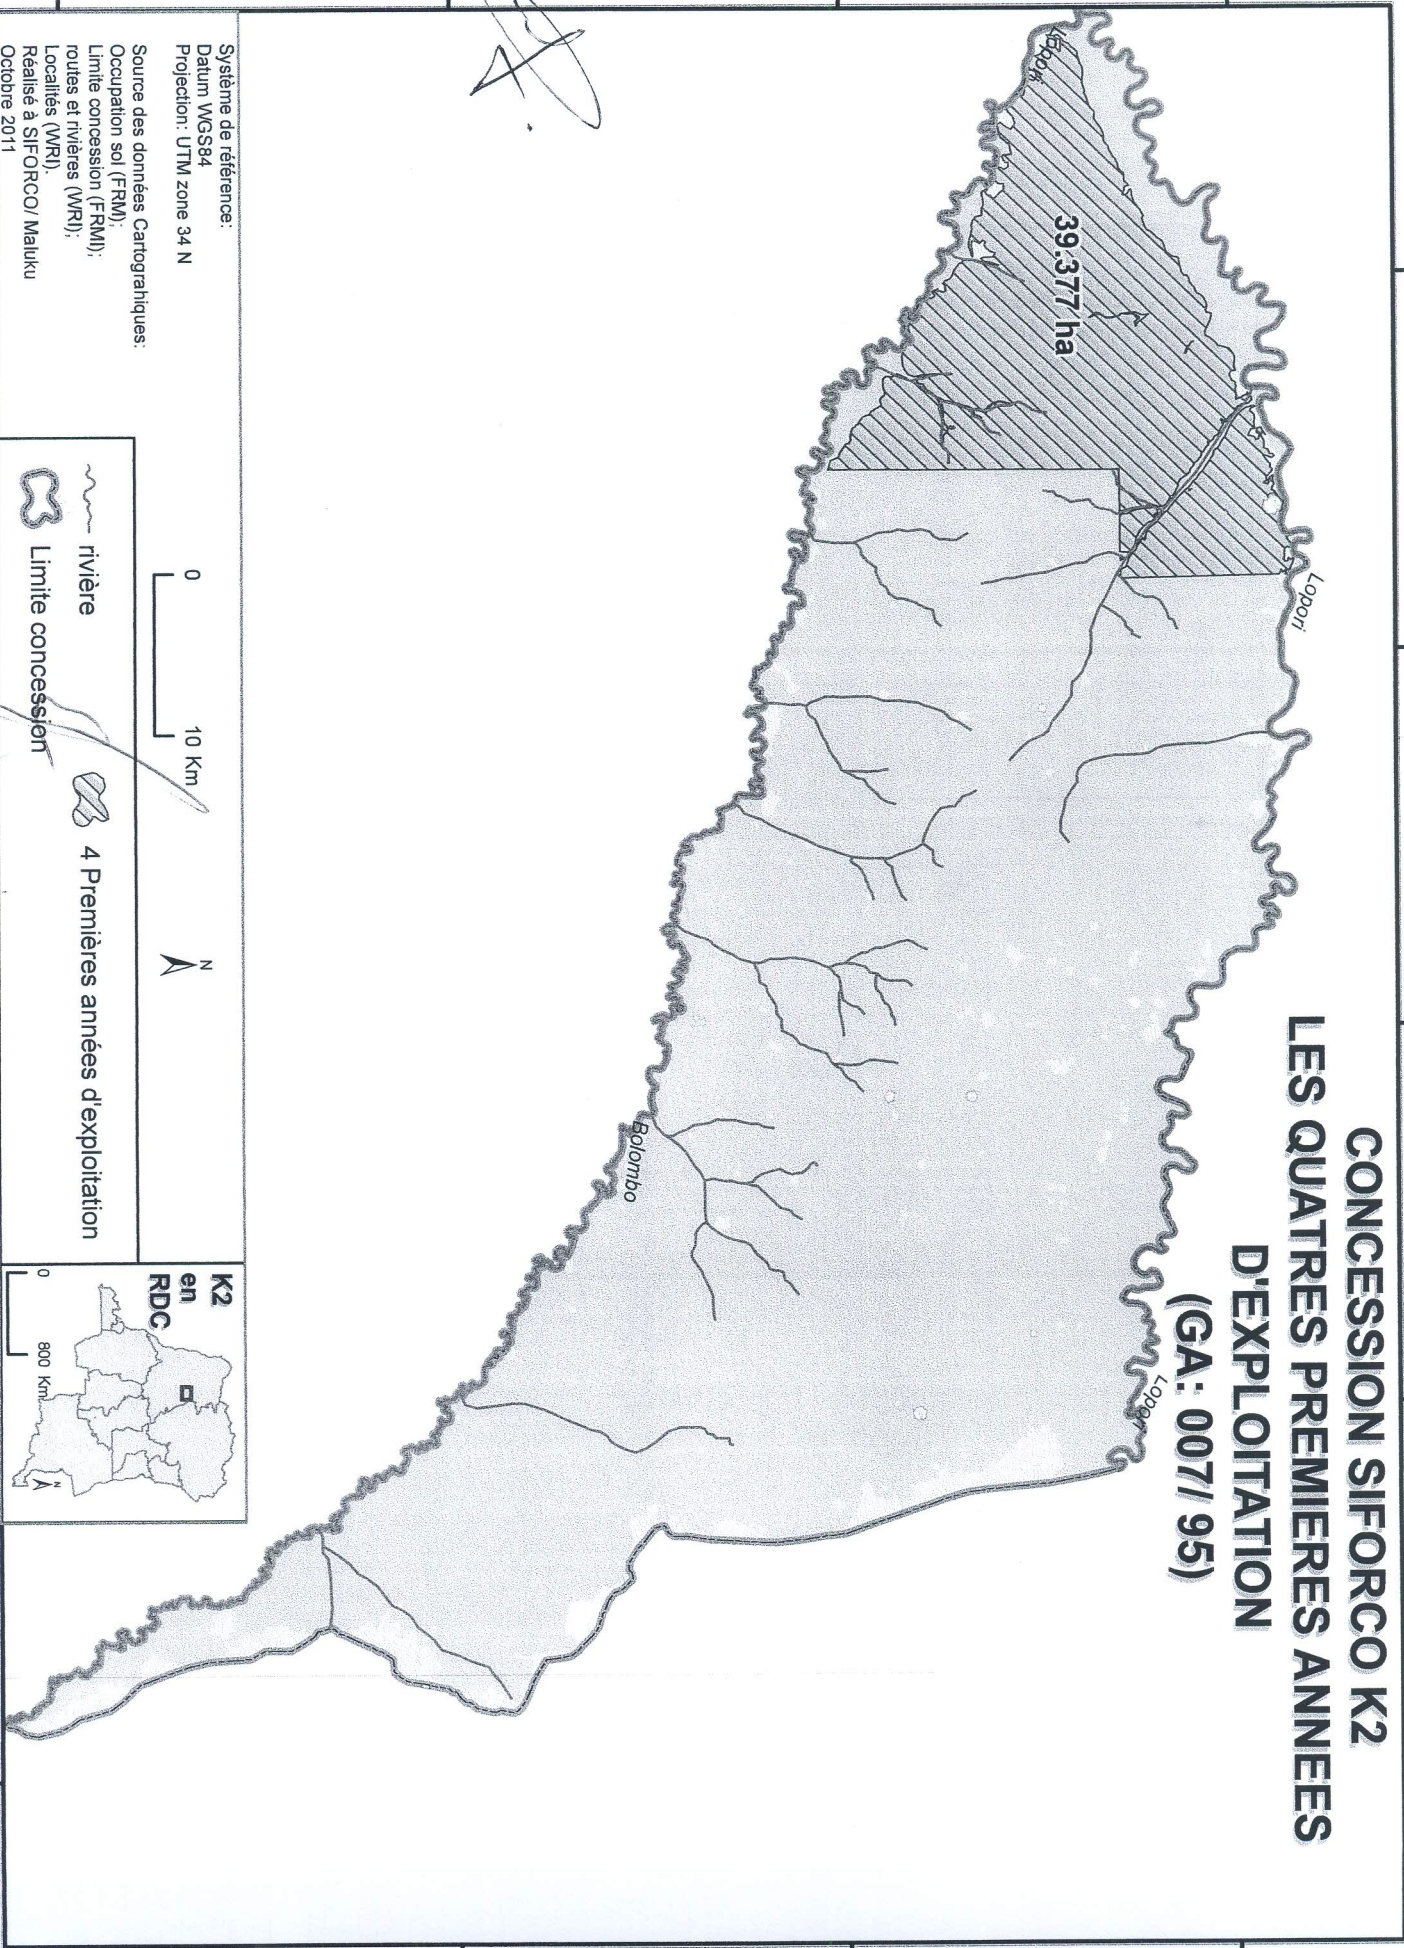 CONCESSION SIFORCO K2
LES QUATRES PREMIERES ANNEES
D'EXPLOITATION
(GA: 007/ 95)
Lopori
Lopori
Lopori
39.377 ha
Bolombo
Système de référence:
Datum WGS84
Projection: UTM zone 34 N
Source des données Cartograhiques:
Occupation sol (FRM);
Limite concession (FRMI);
routes et rivières (WRI);
Localités (WRI).
Réalisé à SIFORCO/ Maluku
Octobre 2011
0 10 Km
N
rivière
4 Premières années d'exploitation
Limite concession
K2
en
RDC
0 800 Km
N